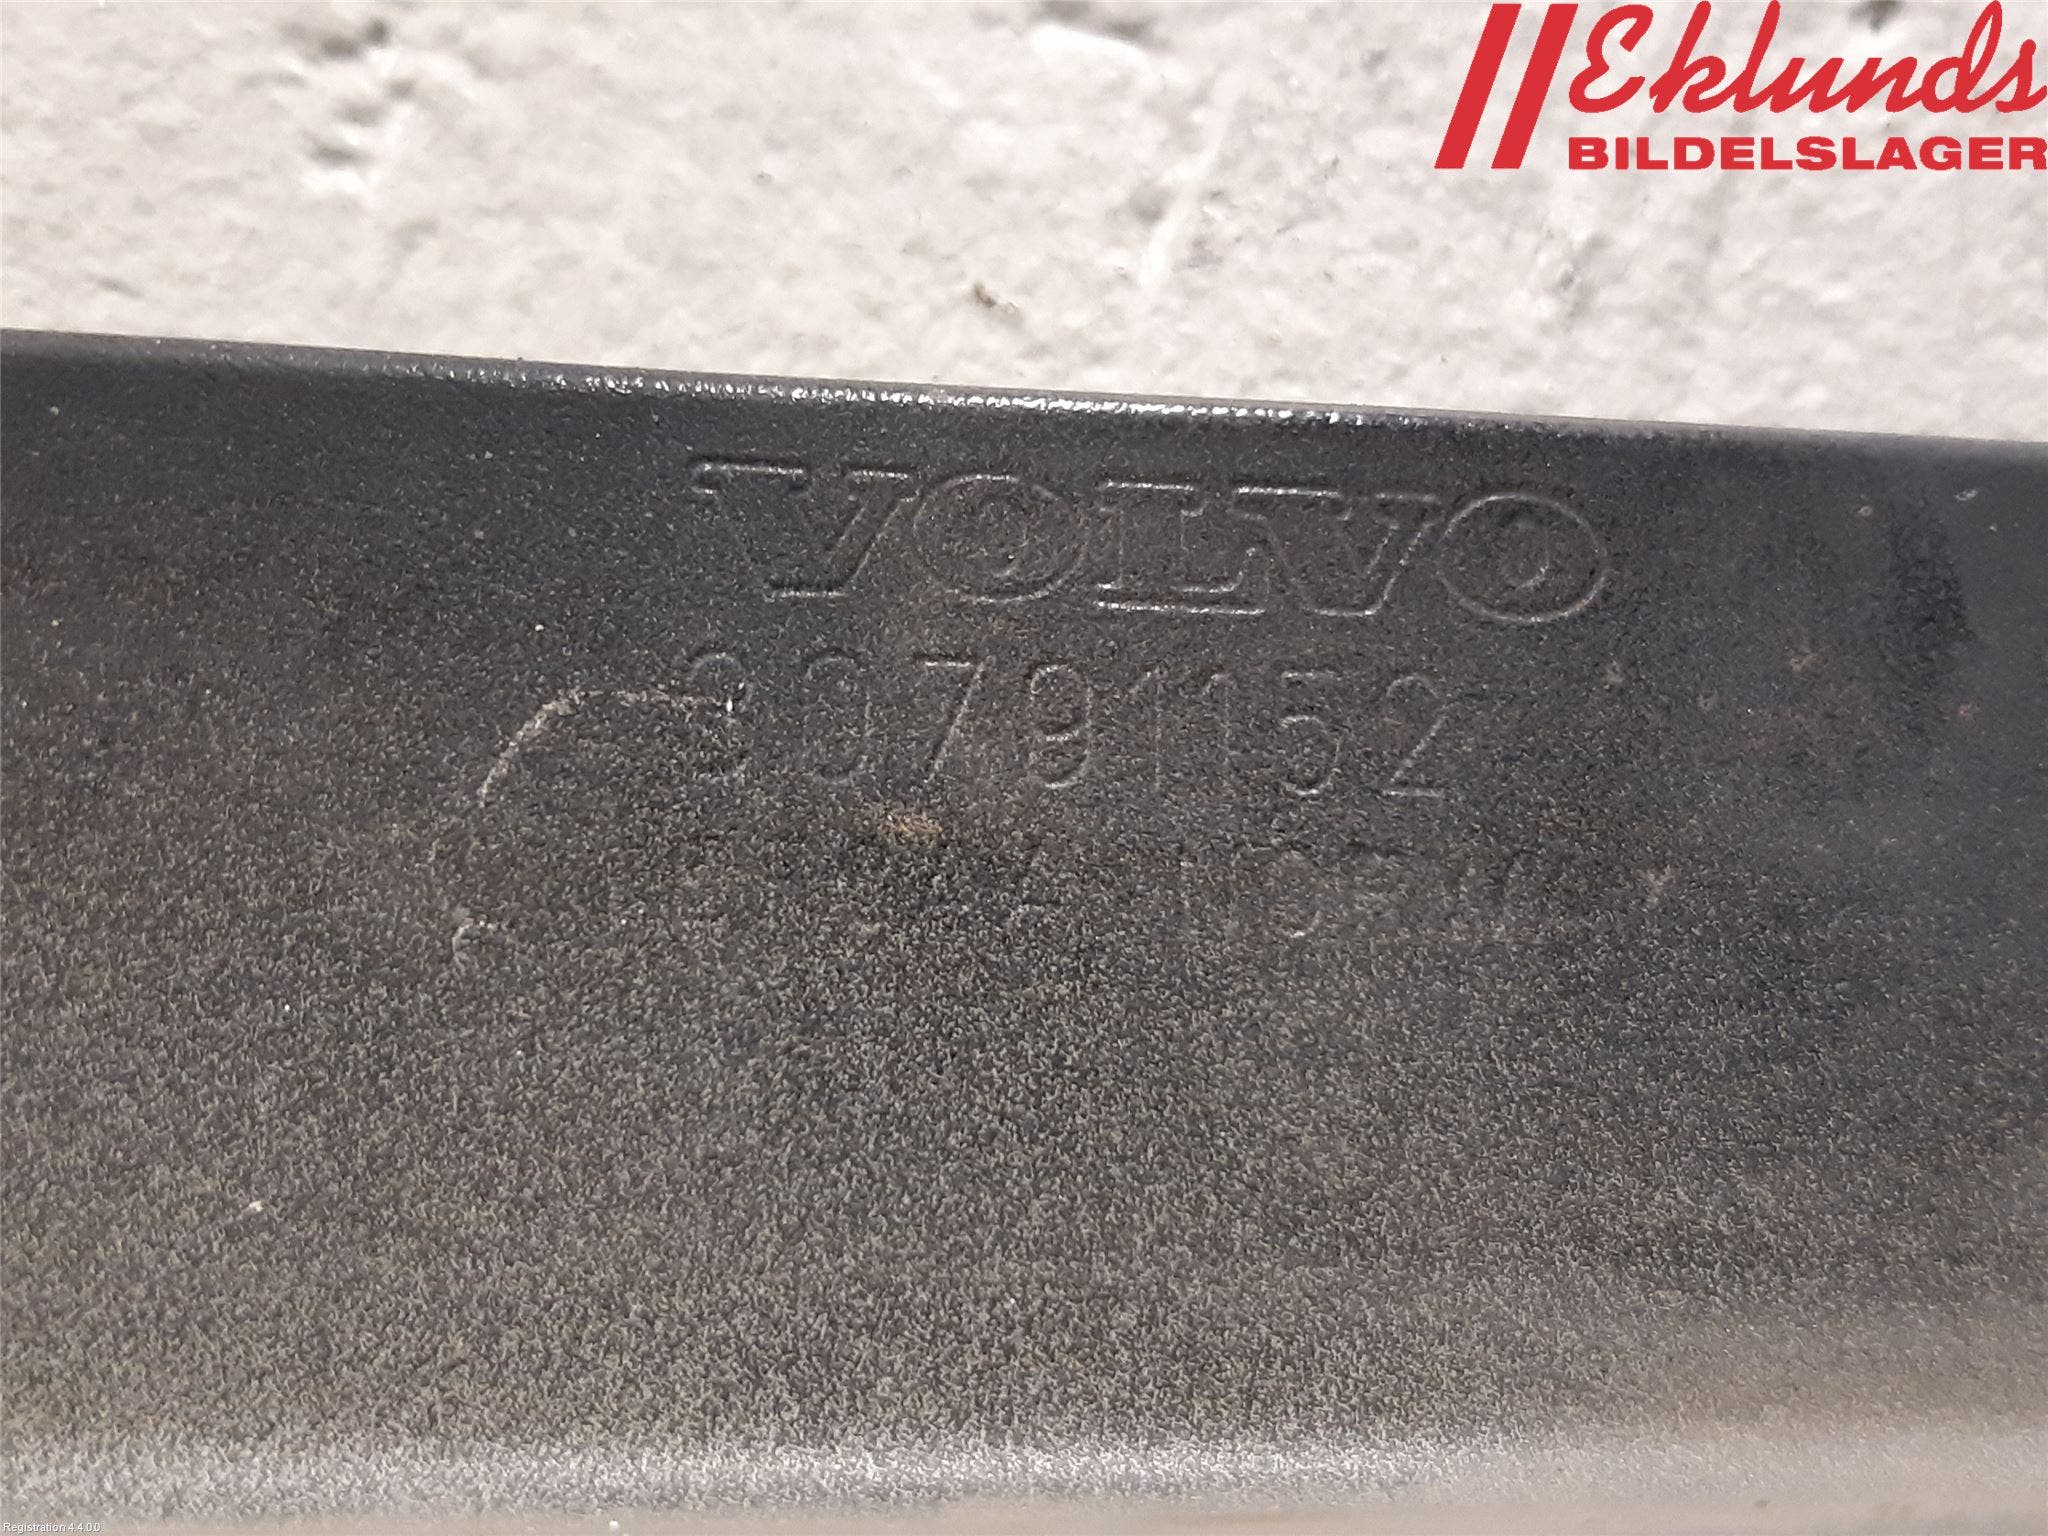 Eklunds
BILDELSLAGER
VOLVO
30791152
Registration 4.4.0.0